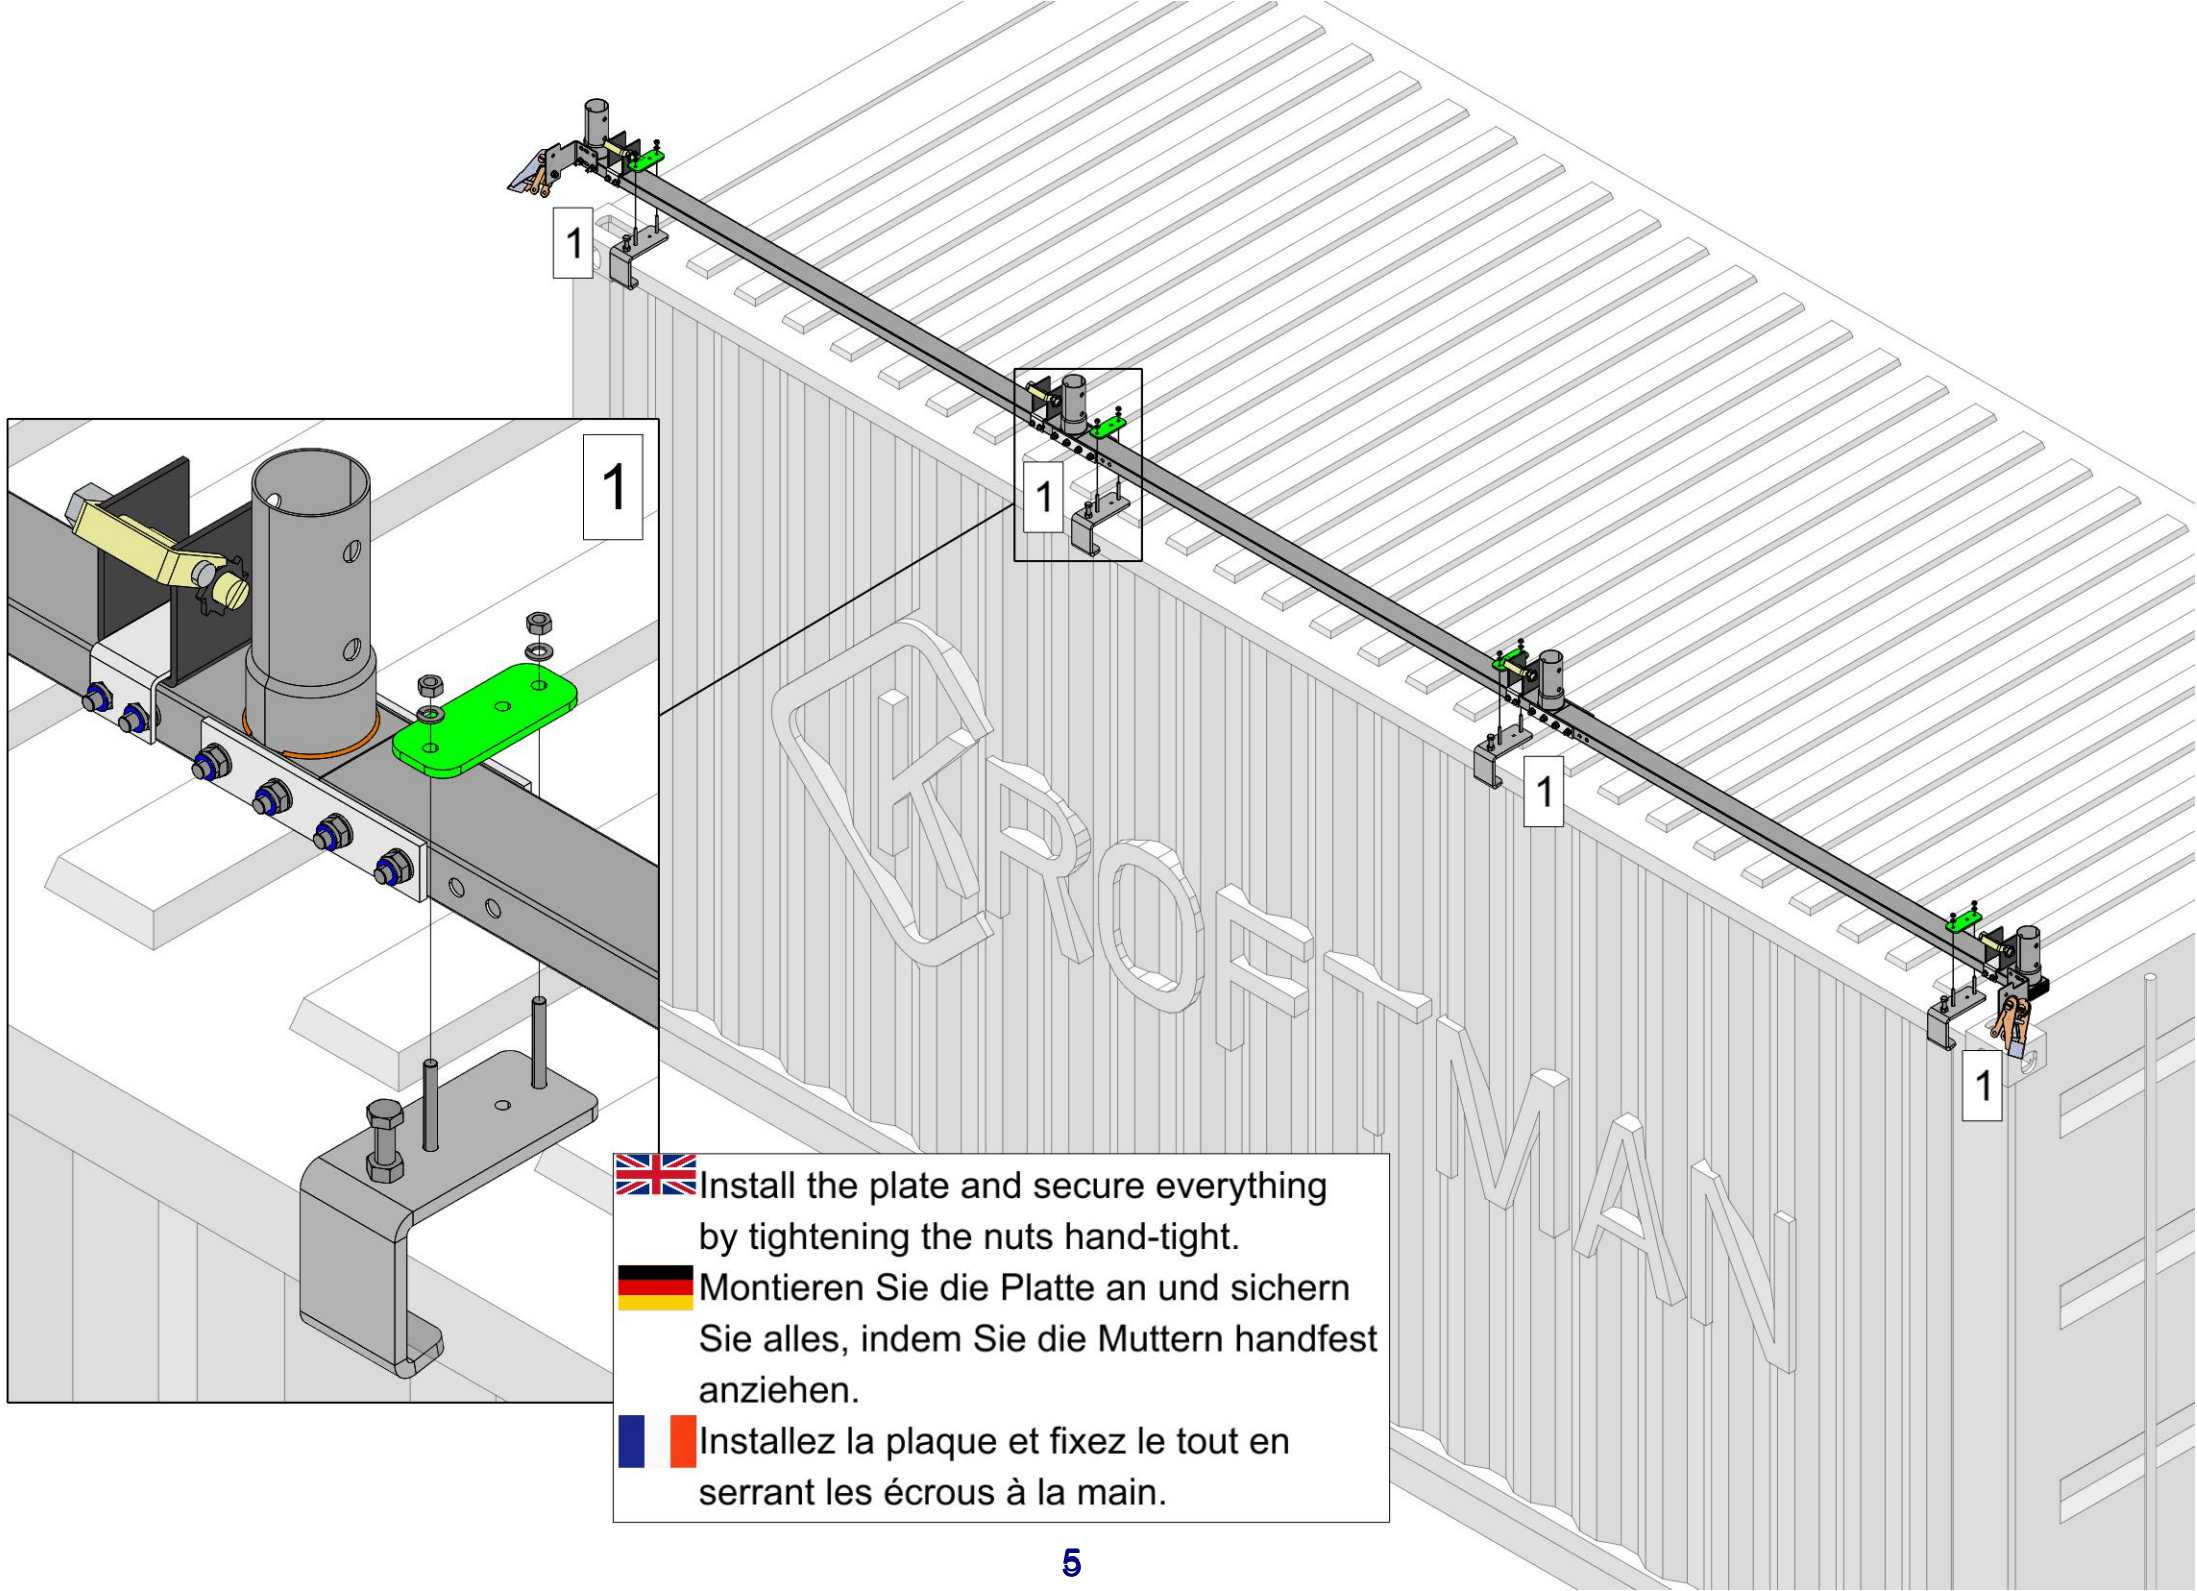 1
1
1
KROFTMAN
1
1
Install the plate and secure everything
by tightening the nuts hand-tight.
Montieren Sie die Platte an und sichern
Sie alles, indem Sie die Muttern handfest
anziehen.
Installez la plaque et fixez le tout en
serrant les écrous à la main.
5